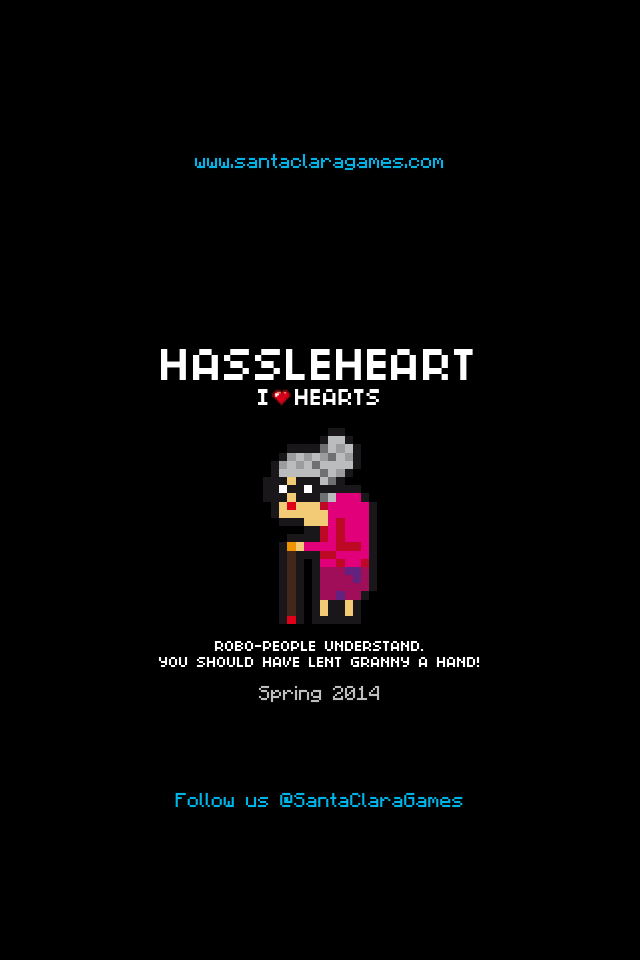 www.santaclaragames.com
HASSLEHEART
I ❤ HEARTS
ROBO-PEOPLE UNDERSTAND.
YOU SHOULD HAVE LENT GRANNY A HAND!
Spring 2014
Follow us @SantaClaraGames